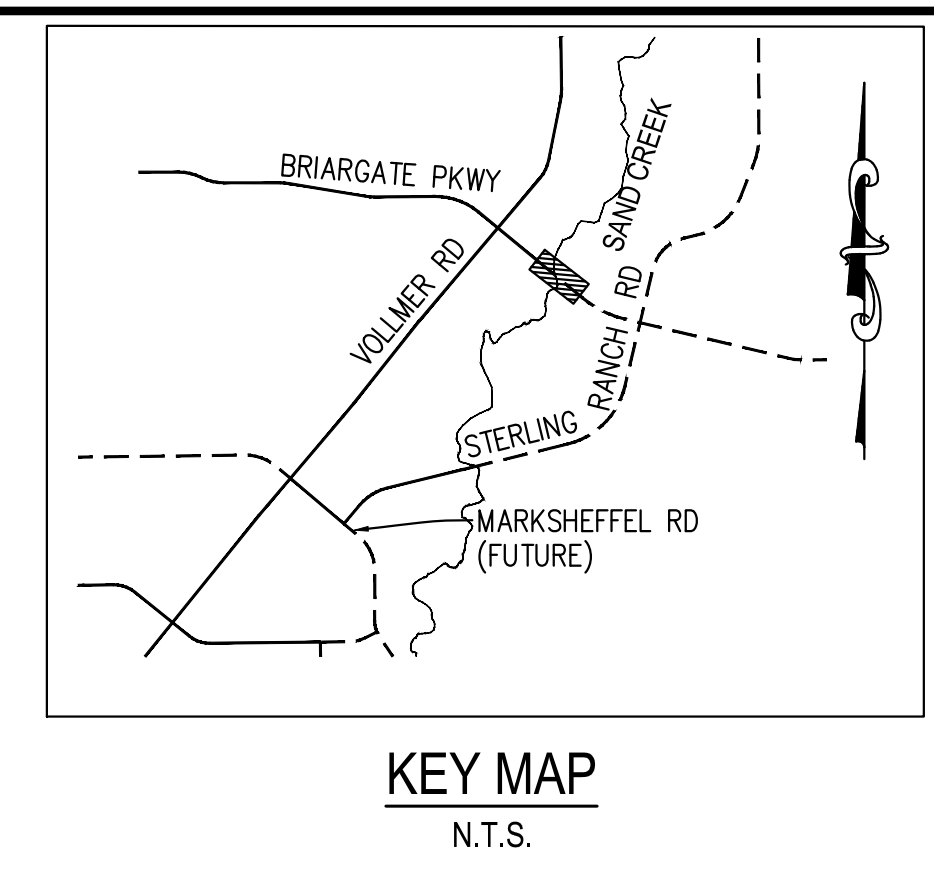 BRIARGATE PKWY
SAND CREEK
VOLLMER RD
STERLING RANCH RD
MARKSHEFFEL RD
(FUTURE)
KEY MAP
N.T.S.